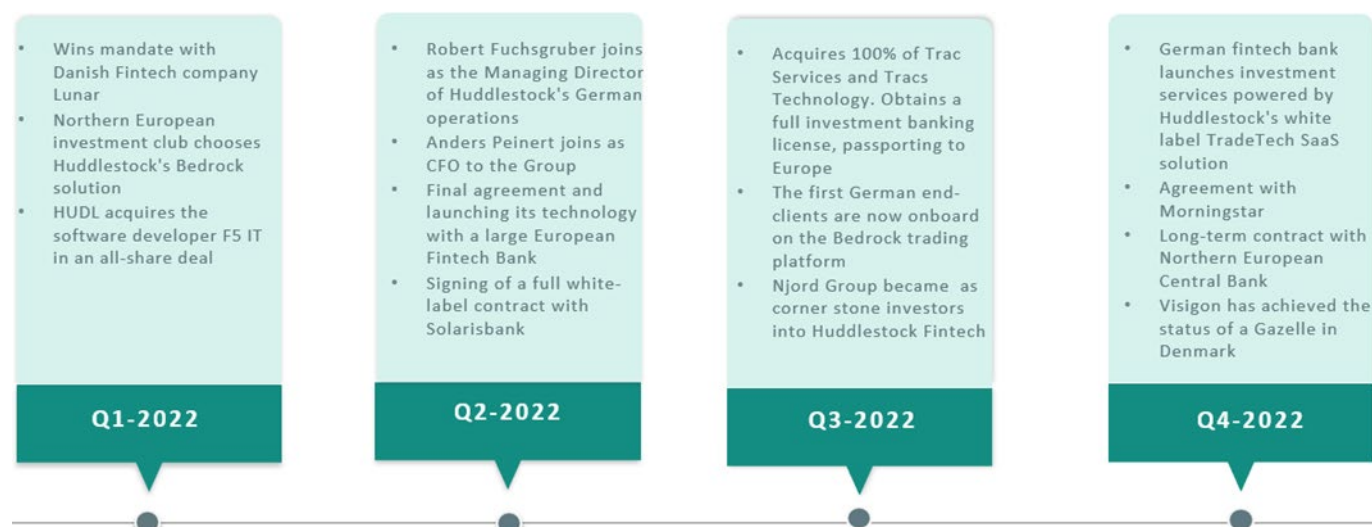 • Wins mandate with
Danish Fintech company
Lunar
• Northern European
investment club chooses
Huddlestock's Bedrock
solution
• HUDL acquires the
software developer F5 IT
in an all-share deal
Q1-2022
• Robert Fuchsgruber joins
as the Managing Director
of Huddlestock's German
operations
• Anders Peinert joins as
CFO to the Group
• Final agreement and
launching its technology
with a large European
Fintech Bank
• Signing of a full white-
label contract with
Solarisbank
Q2-2022
• Acquires 100% of Trac
Services and Tracs
Technology. Obtains a
full investment banking
license, passporting to
Europe
• The first German end-
clients are now onboard
on the Bedrock trading
platform
• Njord Group became as
corner stone investors
into Huddlestock Fintech
Q3-2022
• German fintech bank
launches investment
services powered by
Huddlestock's white
label TradeTech SaaS
solution
• Agreement with
Morningstar
• Long-term contract with
Northern European
Central Bank
• Visigon has achieved the
status of a Gazelle in
Denmark
Q4-2022